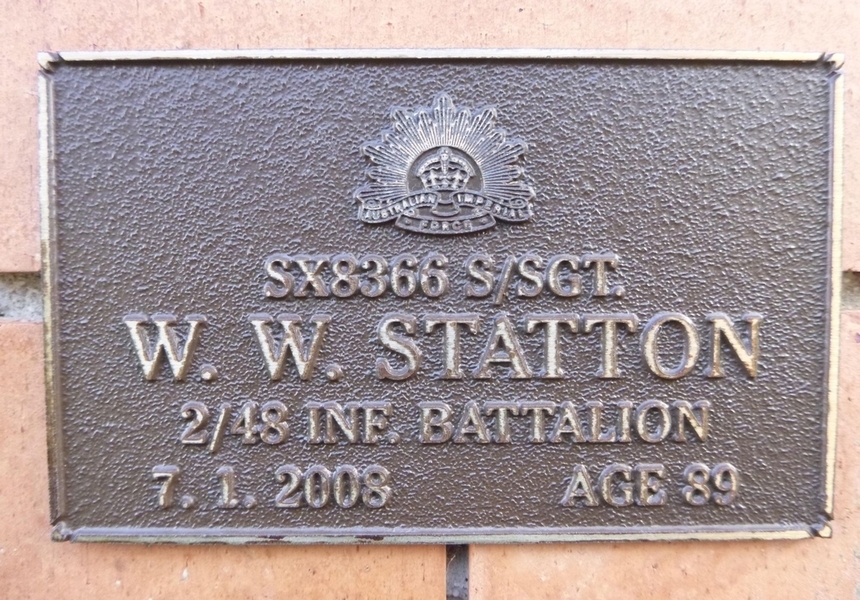 AUSTRALIAN IMPERIAL
FORCE
SX8366 S/SGT.
W. W. STATTON
2/48 INF. BATTALION
7. 1. 2008 AGE 89